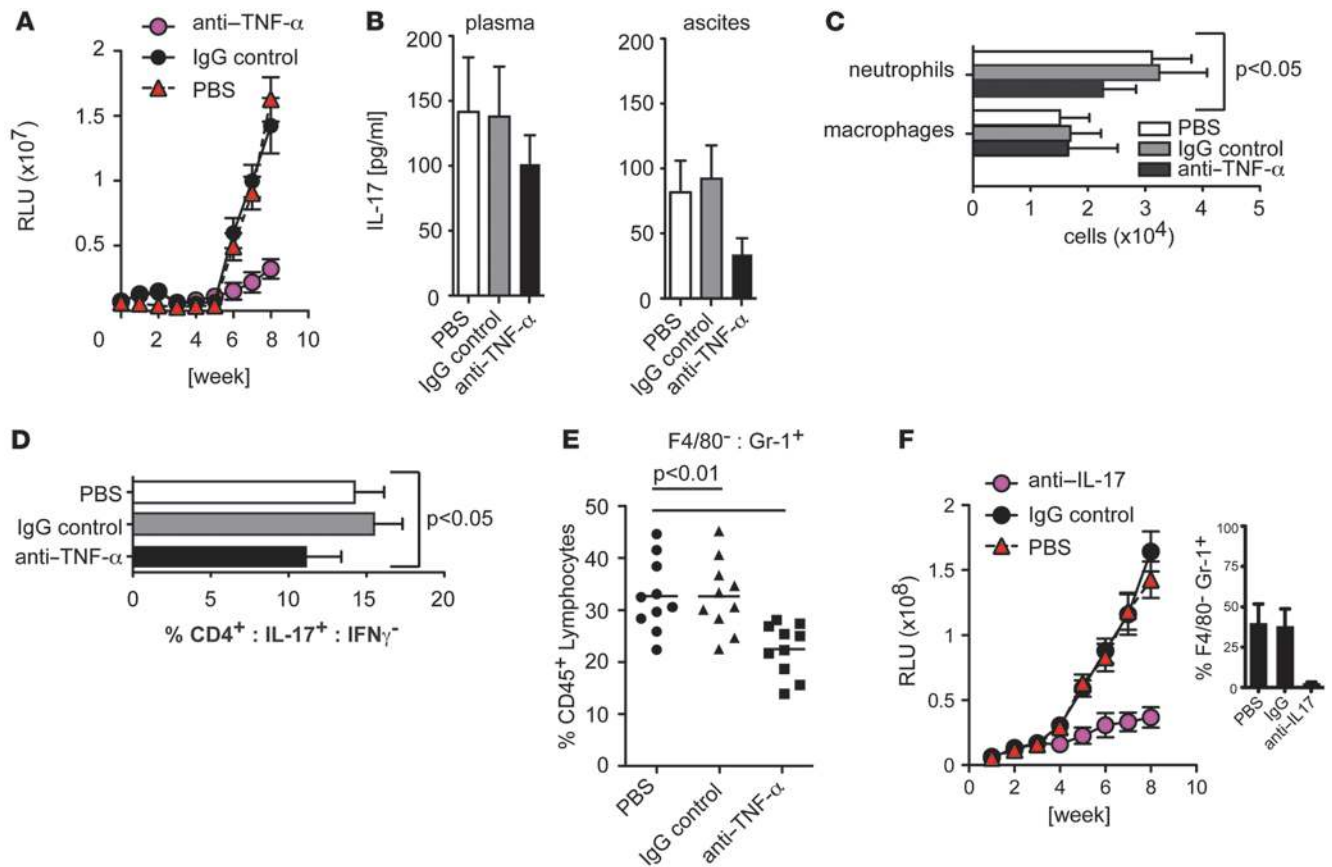 A
anti–TNF-α
IgG control
PBS
RLU (x10⁷)
2
1.5
1
0.5
0 2 4 6 8 10
[week]
B
plasma
ascites
IL-17 [pg/ml]
200
150
100
50
0
PBS
IgG control
anti–TNF-α
200
150
100
50
0
PBS
IgG control
anti–TNF-α
C
neutrophils
macrophages
p<0.05
PBS
IgG control
anti–TNF-α
0 1 2 3 4 5
cells (x10⁴)
D
PBS
IgG control
anti–TNF-α
p<0.05
0 5 10 15 20
% CD4⁺ : IL-17⁺ : IFNγ⁻
E
F4/80⁻ : Gr-1⁺
p<0.01
% CD45⁺ Lymphocytes
50
40
30
20
10
0
PBS
IgG control
anti–TNF-α
F
anti–IL-17
IgG control
PBS
RLU (x10⁸)
2
1.5
1
0.5
0
2 4 6 8 10
[week]
% F4/80⁻ Gr-1⁺
100
75
50
25
0
PBS
IgG
anti-IL17